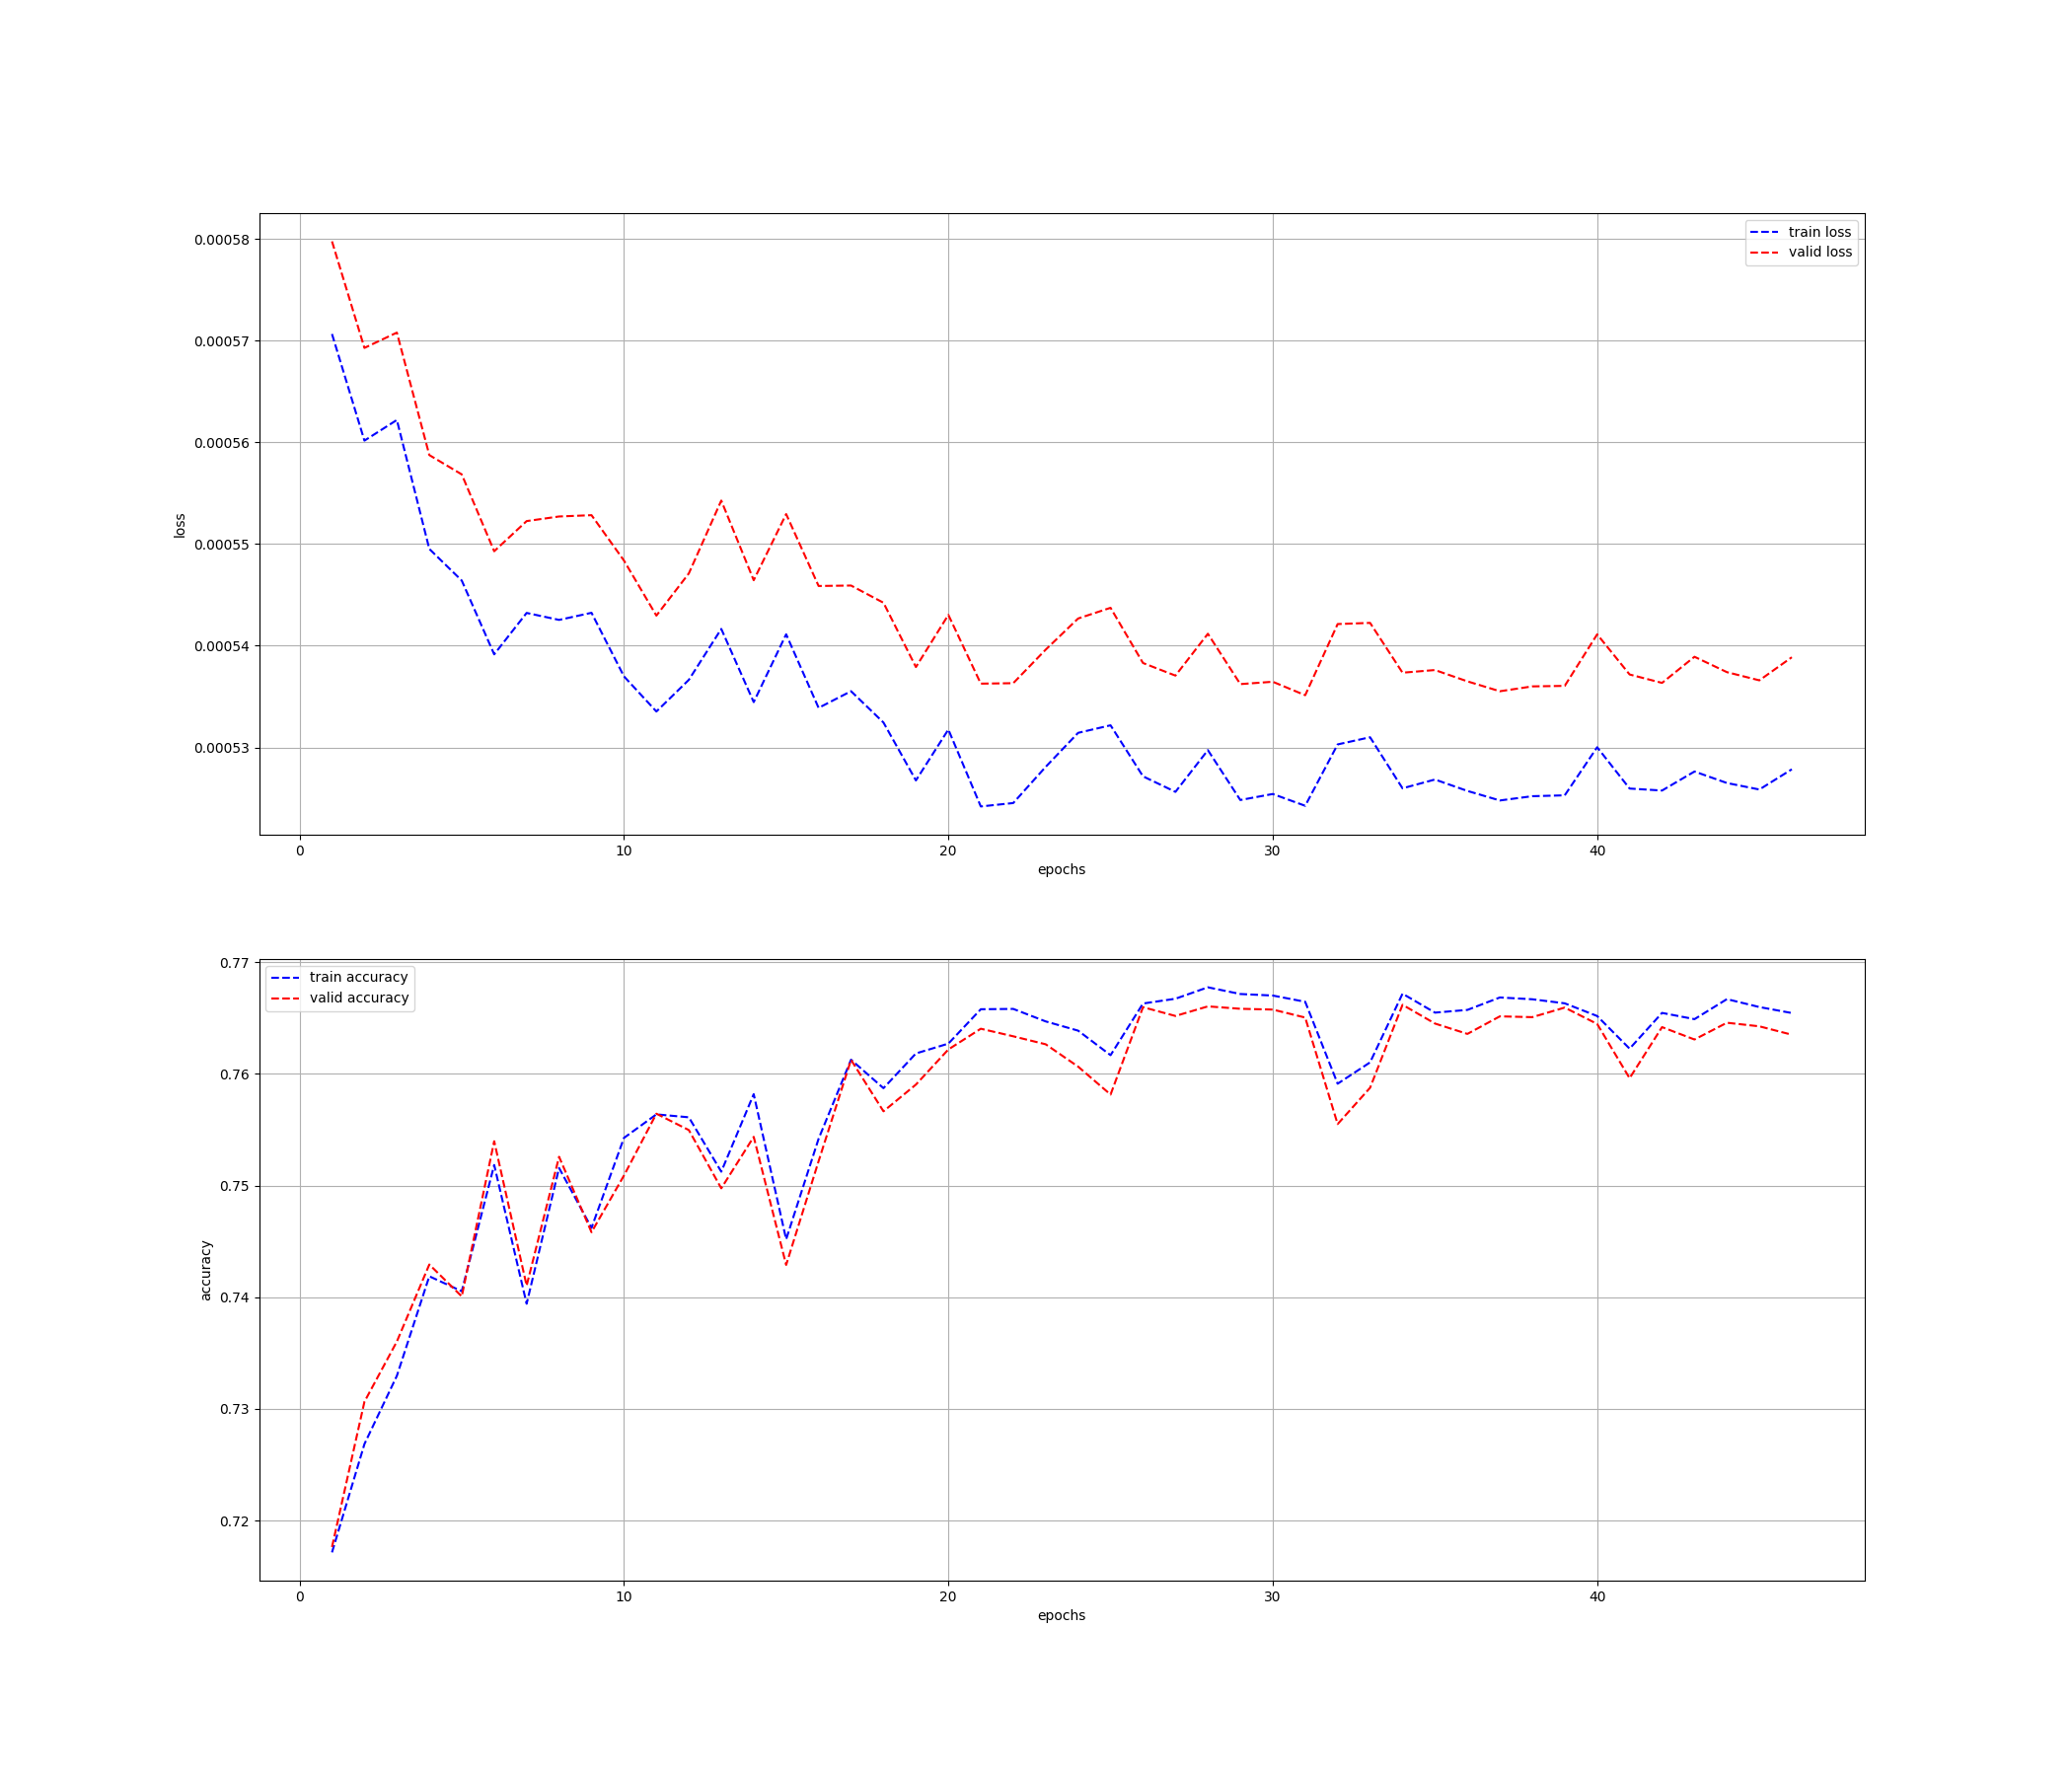 train loss
valid loss
0.00058
0.00057
0.00056
0.00055
0.00054
0.00053
loss
0 10 20 30 40
epochs
train accuracy
valid accuracy
0.77
0.76
0.75
0.74
0.73
0.72
accuracy
0 10 20 30 40
epochs